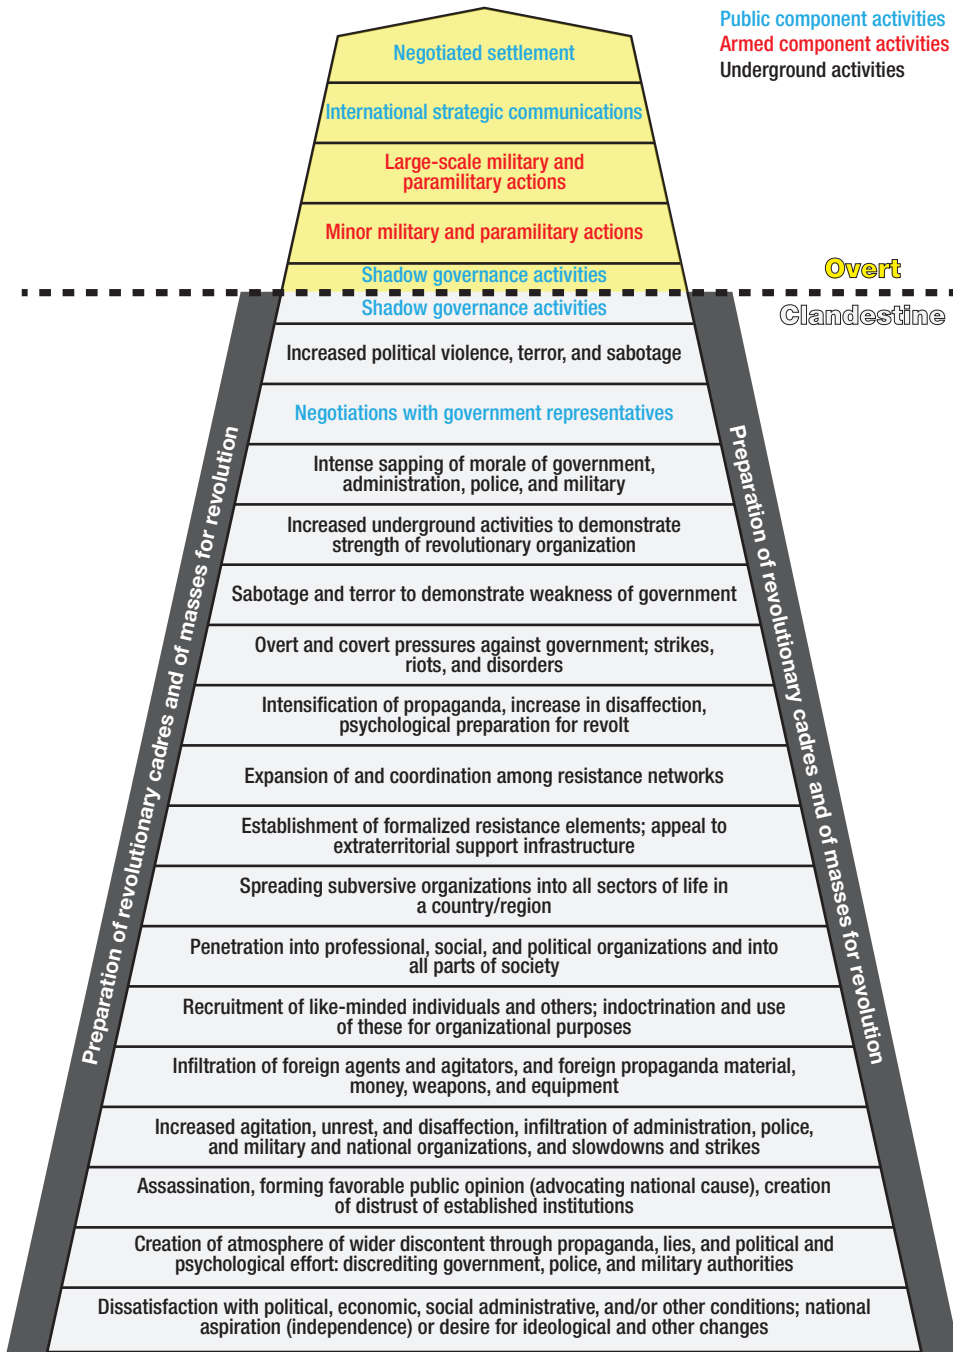 Public component activities
Armed component activities
Underground activities
Negotiated settlement
International strategic communications
Large-scale military and
paramilitary actions
Minor military and paramilitary actions
Shadow governance activities
Overt
Clandestine
Shadow governance activities
Increased political violence, terror, and sabotage
Negotiations with government representatives
Intense sapping of morale of government,
administration, police, and military
Increased underground activities to demonstrate
strength of revolutionary organization
Sabotage and terror to demonstrate weakness of government
Overt and covert pressures against government; strikes,
riots, and disorders
Intensification of propaganda, increase in disaffection,
psychological preparation for revolt
Expansion of and coordination among resistance networks
Establishment of formalized resistance elements; appeal to
extraterritorial support infrastructure
Spreading subversive organizations into all sectors of life in
a country/region
Penetration into professional, social, and political organizations and into
all parts of society
Recruitment of like-minded individuals and others; indoctrination and use
of these for organizational purposes
Infiltration of foreign agents and agitators, and foreign propaganda material,
money, weapons, and equipment
Increased agitation, unrest, and disaffection, infiltration of administration, police,
and military and national organizations, and slowdowns and strikes
Assassination, forming favorable public opinion (advocating national cause), creation
of distrust of established institutions
Creation of atmosphere of wider discontent through propaganda, lies, and political and
psychological effort: discrediting government, police, and military authorities
Dissatisfaction with political, economic, social administrative, and/or other conditions; national
aspiration (independence) or desire for ideological and other changes
Preparation of revolutionary cadres and of masses for revolution
Preparation of revolutionary cadres and of masses for revolution